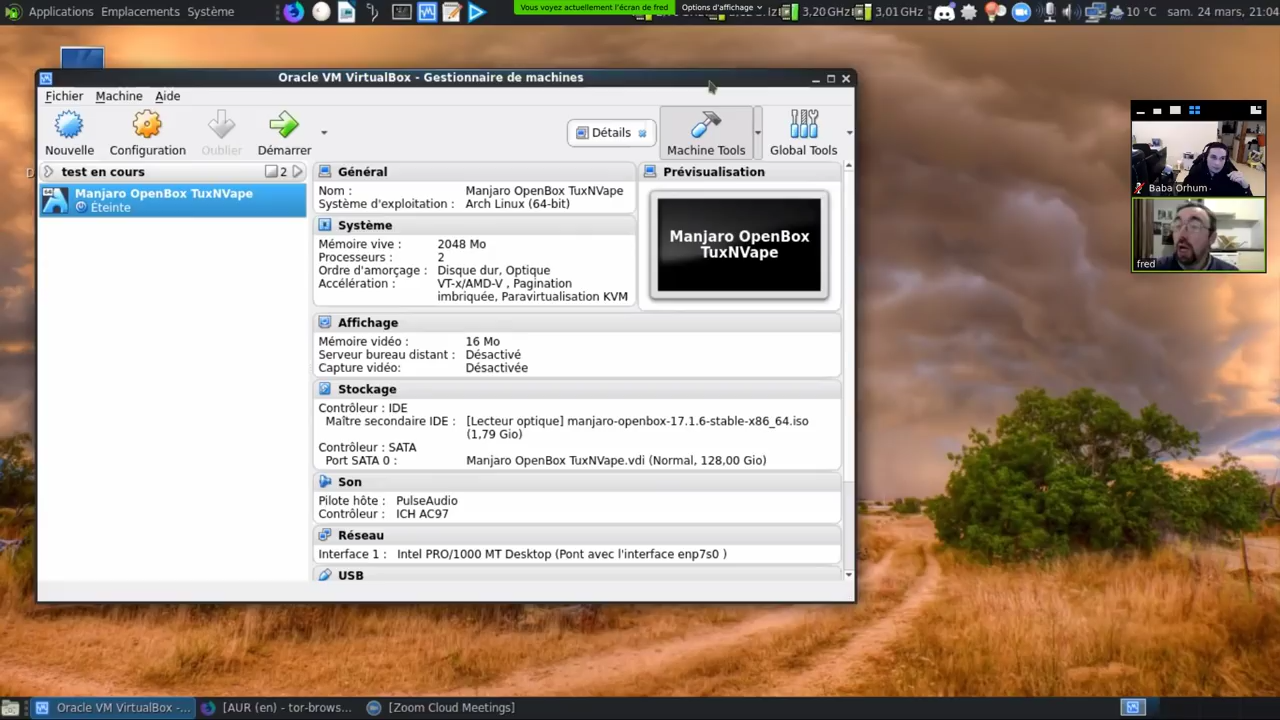 Applications Emplacements Système
Vous voyez actuellement l'écran de fred Options d'affichage
3,20 GHz 3,01 GHz
10 °C sam. 24 mars, 21:04
Oracle VM VirtualBox - Gestionnaire de machines
Fichier Machine Aide
Nouvelle Configuration Oublier Démarrer
Détails Machine Tools Global Tools
test en cours 2
Manjaro OpenBox TuxNVape
Éteinte
64
Général
Nom : Manjaro OpenBox TuxNVape
Système d'exploitation : Arch Linux (64-bit)
Système
Mémoire vive : 2048 Mo
Processeurs : 2
Ordre d'amorçage : Disque dur, Optique
Accélération : VT-x/AMD-V , Pagination
imbriquée, Paravirtualisation KVM
Prévisualisation
Manjaro OpenBox
TuxNVape
Affichage
Mémoire vidéo : 16 Mo
Serveur bureau distant : Désactivé
Capture vidéo: Désactivée
Stockage
Contrôleur : IDE
Maître secondaire IDE : [Lecteur optique] manjaro-openbox-17.1.6-stable-x86_64.iso
(1,79 Gio)
Contrôleur : SATA
Port SATA 0 : Manjaro OpenBox TuxNVape.vdi (Normal, 128,00 Gio)
Son
Pilote hôte : PulseAudio
Contrôleur : ICH AC97
Réseau
Interface 1 : Intel PRO/1000 MT Desktop (Pont avec l'interface enp7s0 )
USB
Baba Orhum
fred
Oracle VM VirtualBox -... [AUR (en) - tor-brows... [Zoom Cloud Meetings]